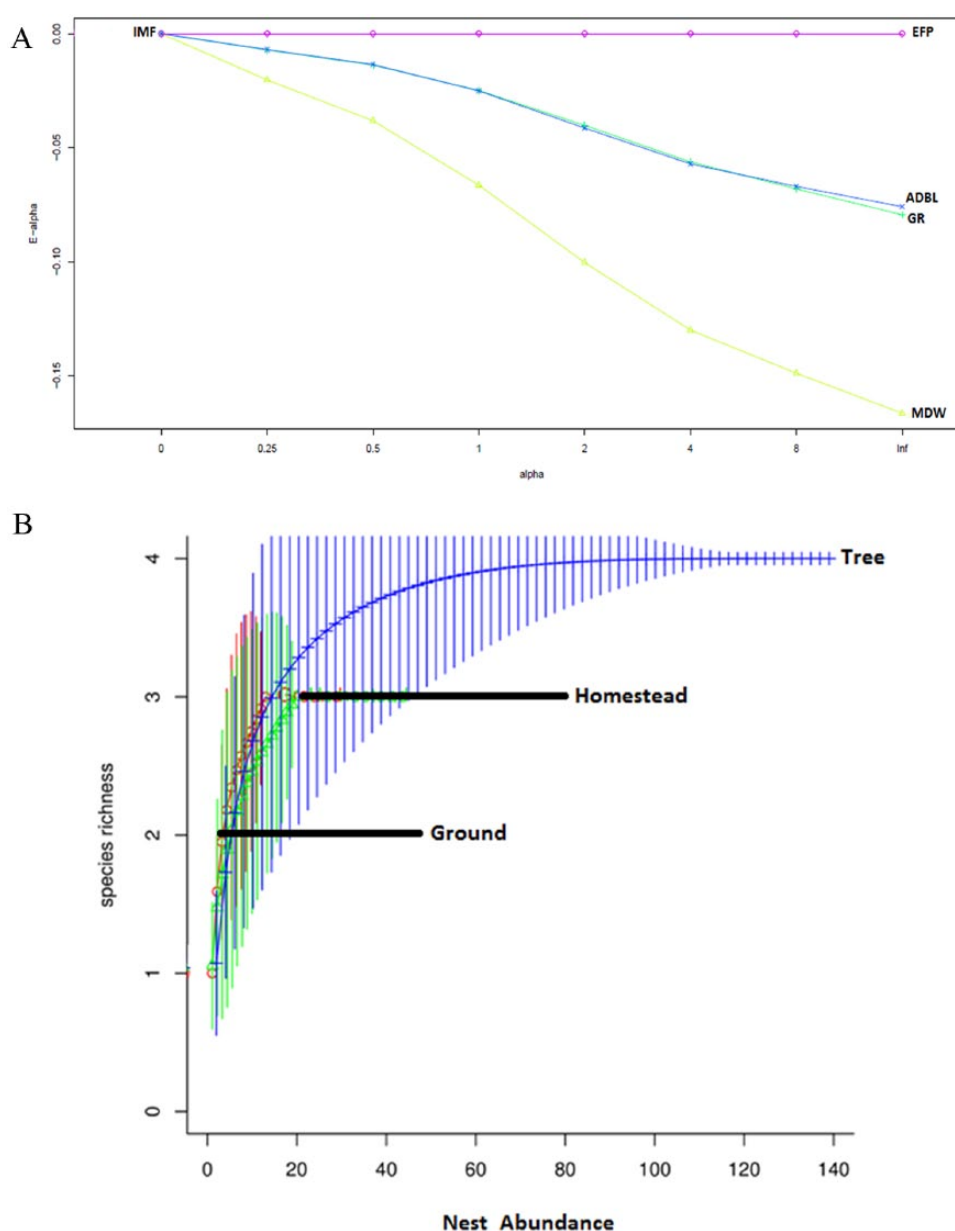 A
IMF
EFP
0.00
-0.05
-0.10
-0.15
E-alpha
ADBL
GR
MDW
0 0.25 0.5 1 2 4 8 Inf
alpha
B
4
3
2
1
0
species richness
Tree
Homestead
Ground
0 20 40 60 80 100 120 140
Nest Abundance